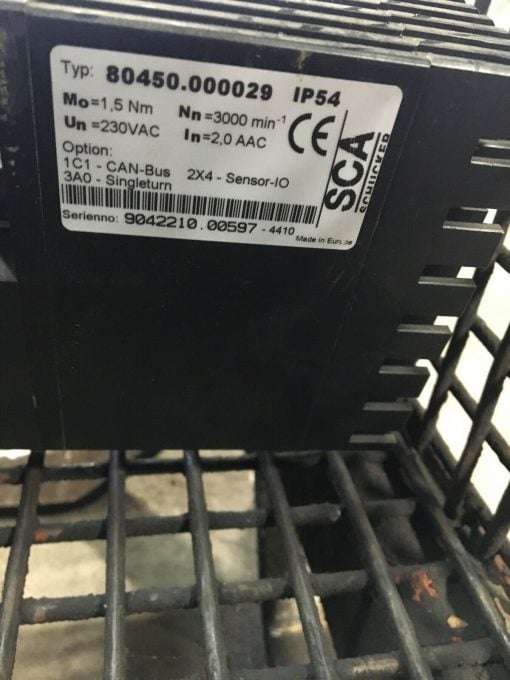 Typ: 80450.000029 IP54
Mo=1,5 Nm Nn=3000 min⁻¹
Un =230VAC In=2,0 AAC
CE
Option:
1C1 - CAN-Bus 2X4 - Sensor-IO
3A0 - Singleturn
Serienno: 9042210.00597 - 4410
Made in Europe
SCA
SCHUCKER